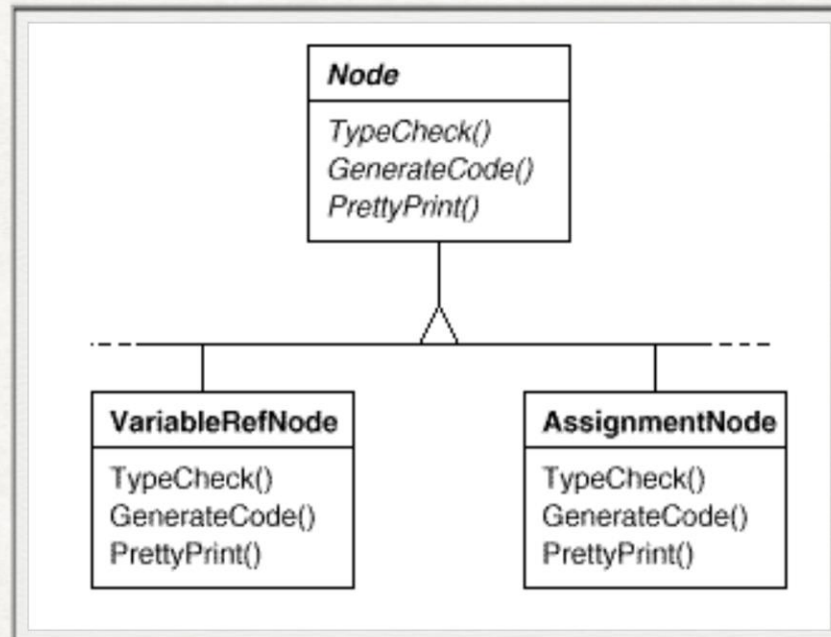 Node
TypeCheck()
GenerateCode()
PrettyPrint()
VariableRefNode
TypeCheck()
GenerateCode()
PrettyPrint()
AssignmentNode
TypeCheck()
GenerateCode()
PrettyPrint()